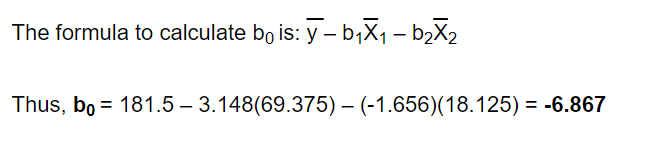 The formula to calculate b₀ is: y̅ – b₁X̅₁ – b₂X̅₂
Thus, b₀ = 181.5 – 3.148(69.375) – (-1.656)(18.125) = -6.867